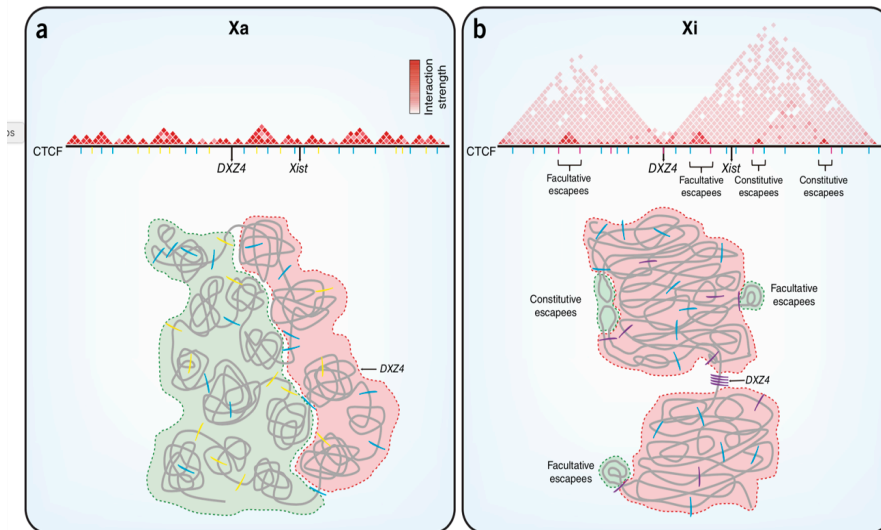 a
Xa
Interaction
strength
CTCF
DXZ4
Xist
DXZ4
b
Xi
CTCF
DXZ4
Xist
Facultative
escapees
Facultative
escapees
Constitutive
escapees
Constitutive
escapees
Constitutive
escapees
Facultative
escapees
DXZ4
Facultative
escapees